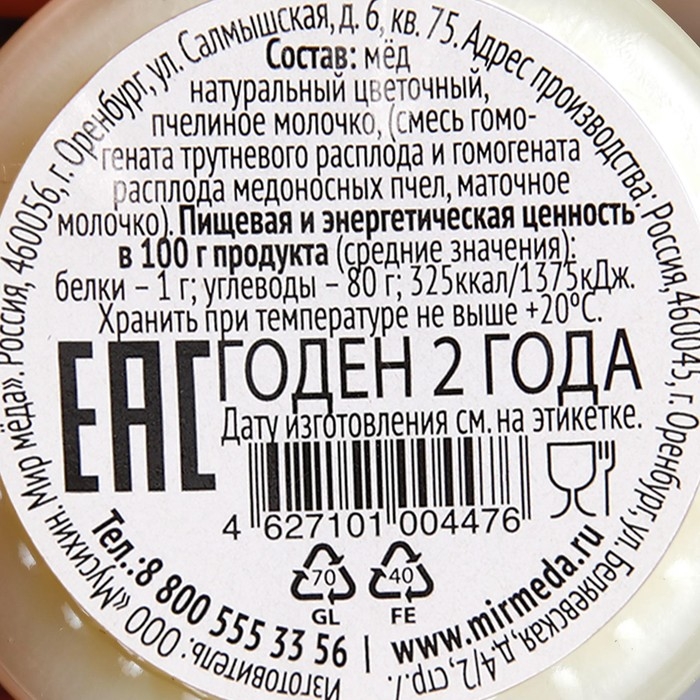 Состав: мёд
натуральный цветочный,
пчелиное молочко, (смесь гомо-
гената трутневого расплода и гомогената
расплода медоносных пчел, маточное
молочко). Пищевая и энергетическая ценность
в 100 г продукта (средние значения):
белки – 1 г; углеводы – 80 г; 325ккал/1375кДж.
Хранить при температуре не выше +20°С.
EAC
ГОДЕН 2 ГОДА
Дату изготовления см. на этикетке.
4 627101 004476
70
GL
40
FE
Тел.:8 800 555 33 56 | www.mirmeda.ru
Изготовитель: ООО «Мусихин. Мир мёда». Россия, 460056, г. Оренбург, ул. Салмышская, д. 6, кв. 75. Адрес производства: Россия, 460045, г. Оренбург, ул. Беляевская, д.4/2, стр.